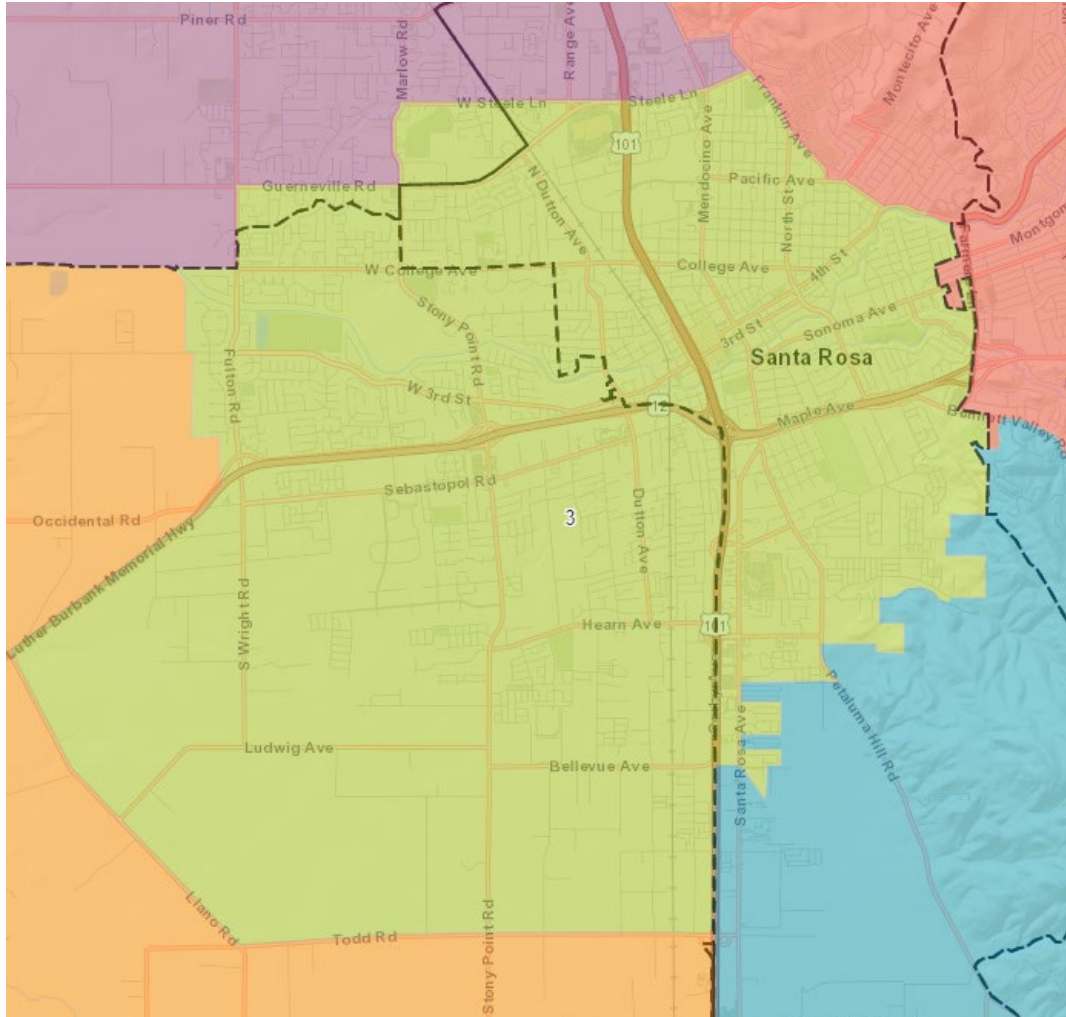 Piner Rd
Marlow Rd
Range Ave
Montecito Ave
W Steele Ln
Steele Ln
Franklin Ave
101
Mendocino Ave
N Dutton Ave
Pacific Ave
North St
Guerneville Rd
Farmers Ln
W College Ave
College Ave
4th St
Stony Point Rd
3rd St
Sonoma Ave
Santa Rosa
Fulton Rd
W 3rd St
12
Maple Ave
Bennett Valley Rd
Sebastopol Rd
Occidental Rd
3
Dutton Ave
Luther Burbank Memorial Hwy
S Wright Rd
Hearn Ave
101
Petaluma Hill Rd
Santa Rosa Ave
Ludwig Ave
Bellevue Ave
Llano Rd
Todd Rd
Stony Point Rd